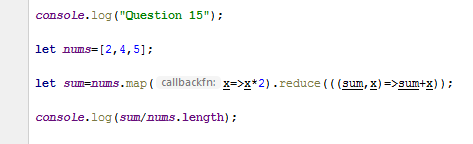 console.log("Question 15");
let nums=[2,4,5];
let sum=nums.map( callbackfn: x=>x*2).reduce(((sum,x)=>sum+x));
console.log(sum/nums.length);